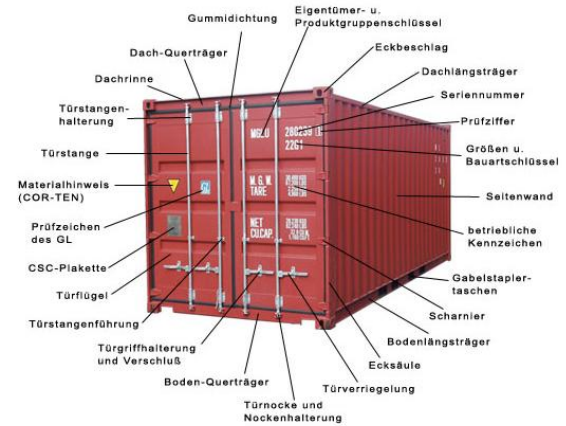 Gummidichtung
Eigentümer- u.
Produktgruppenschlüssel
Dach-Querträger
Eckbeschlag
Dachrinne
Dachlängsträger
Türstangen-
halterung
Seriennummer
Prüfziffer
Türstange
Größen u.
Bauartschlüssel
Materialhinweis
(COR-TEN)
Seitenwand
Prüfzeichen
des GL
betriebliche
Kennzeichen
CSC-Plakette
Gabelstapler-
taschen
Türflügel
Scharnier
Türstangenführung
Bodenlängsträger
Türgriffhalterung
und Verschluß
Ecksäule
Boden-Querträger
Türverriegelung
Türnocke und
Nockenhalterung
22G1
M.G.W.
TARE
NET
CU.CAP.
GL